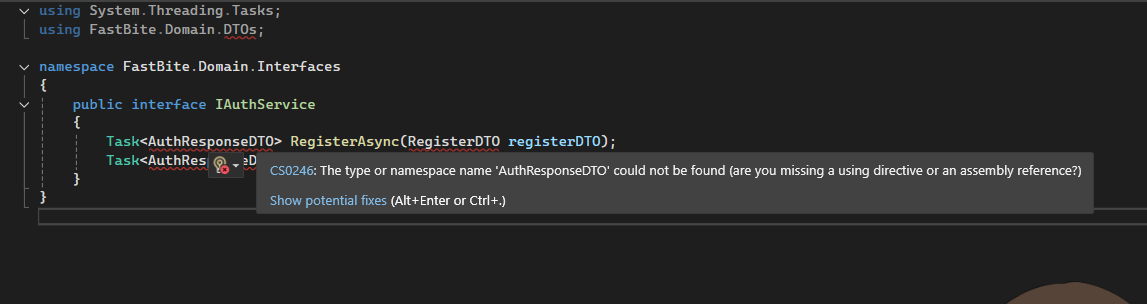 using System.Threading.Tasks;
using FastBite.Domain.DTOs;
namespace FastBite.Domain.Interfaces
{
public interface IAuthService
{
Task<AuthResponseDTO> RegisterAsync(RegisterDTO registerDTO);
Task<AuthRes eD
CS0246: The type or namespace name 'AuthResponseDTO' could not be found (are you missing a using directive or an assembly reference?)
Show potential fixes (Alt+Enter or Ctrl+.)
}
}